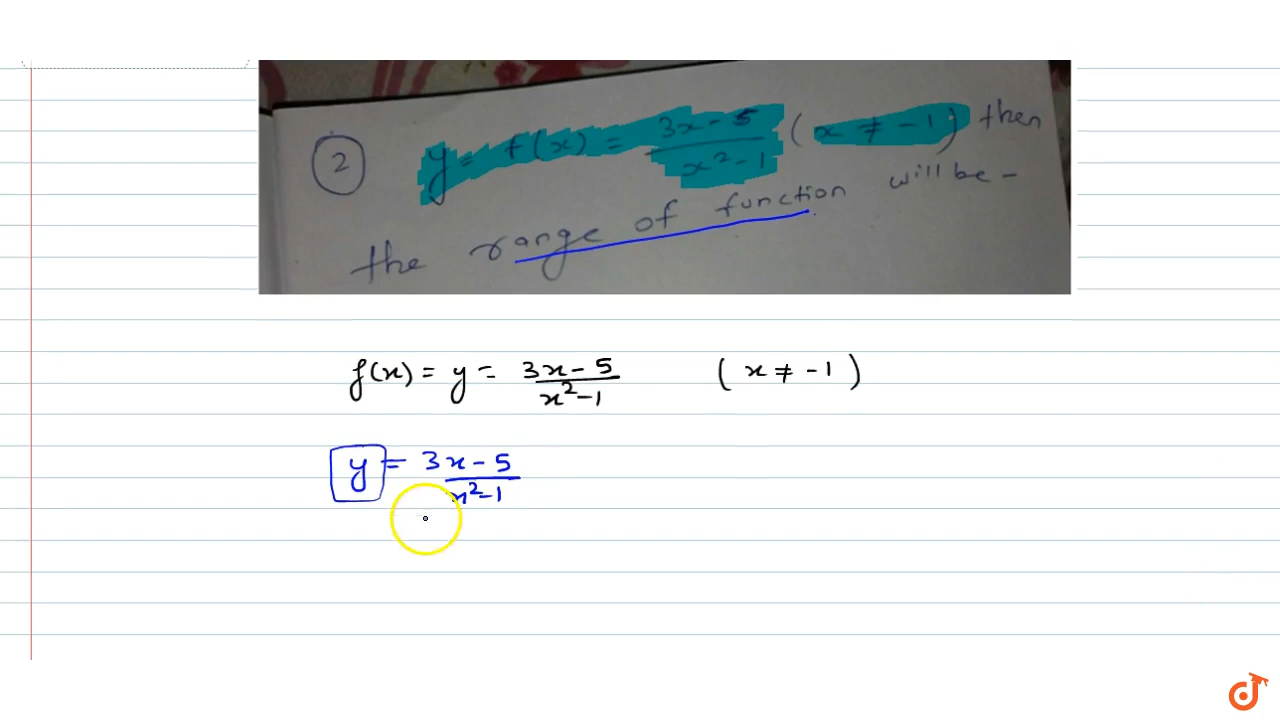 ② y = f(x) = (3x - 5)/(x² - 1) (x ≠ -1) then
the range of function will be -
f(x) = y = (3x - 5)/(x² - 1) (x ≠ -1)
y = (3x - 5)/(x² - 1)